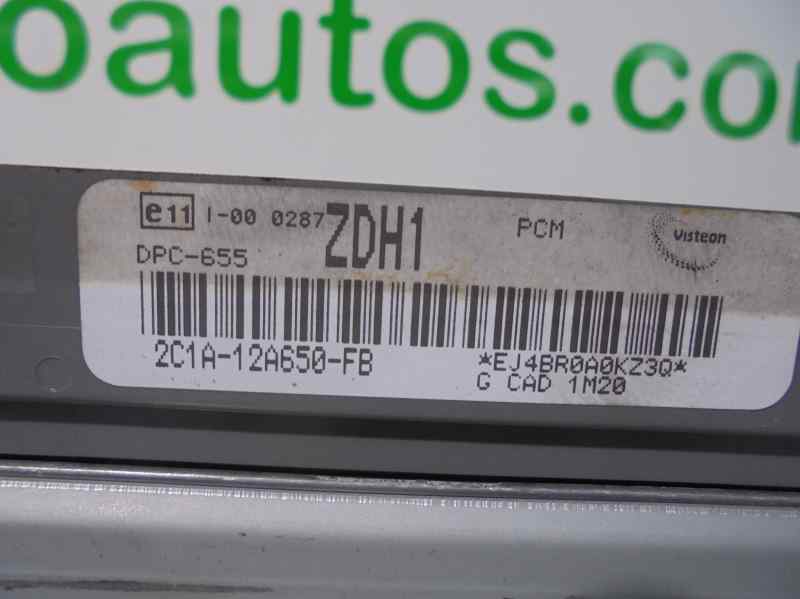 oautos.co
e11 I-00 0287 ZDH1 PCM Visteon
DPC-655
2C1A-12A650-FB *EJ4BR0A0KZ3Q*
G CAD 1M20